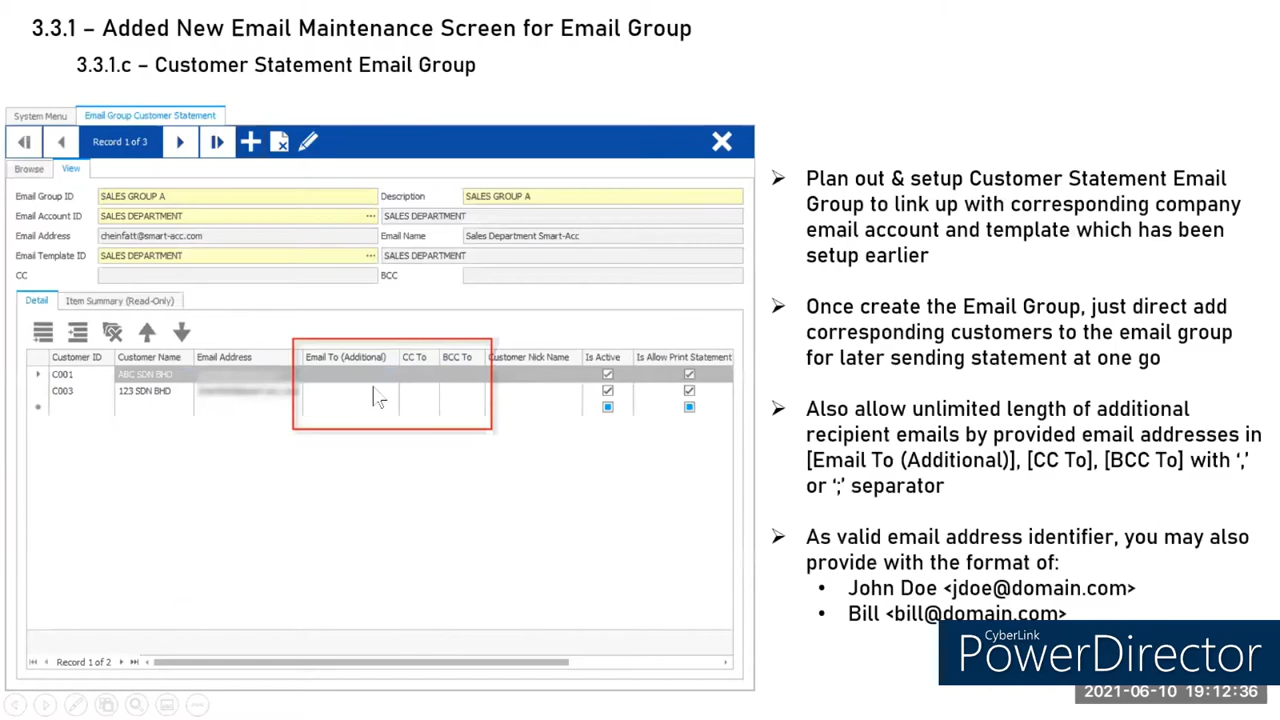 3.3.1 – Added New Email Maintenance Screen for Email Group
3.3.1.c – Customer Statement Email Group
System Menu
Email Group Customer Statement
Record 1 of 3
Browse
View
Email Group ID
SALES GROUP A
Description
SALES GROUP A
Email Account ID
SALES DEPARTMENT
SALES DEPARTMENT
Email Address
cheinfatt@smart-acc.com
Email Name
Sales Department Smart-Acc
Email Template ID
SALES DEPARTMENT
SALES DEPARTMENT
CC
BCC
Detail
Item Summary (Read-Only)
Customer ID
Customer Name
Email Address
Email To (Additional)
CC To
BCC To
Customer Nick Name
Is Active
Is Allow Print Statement
C001
ABC SDN BHD
C003
123 SDN BHD
Record 1 of 2
➢ Plan out & setup Customer Statement Email
Group to link up with corresponding company
email account and template which has been
setup earlier
➢ Once create the Email Group, just direct add
corresponding customers to the email group
for later sending statement at one go
➢ Also allow unlimited length of additional
recipient emails by provided email addresses in
[Email To (Additional)], [CC To], [BCC To] with ‘,’
or ‘;’ separator
➢ As valid email address identifier, you may also
provide with the format of:
• John Doe <jdoe@domain.com>
• Bill <bill@domain.com>
CyberLink
PowerDirector
2021-06-10 19:12:36